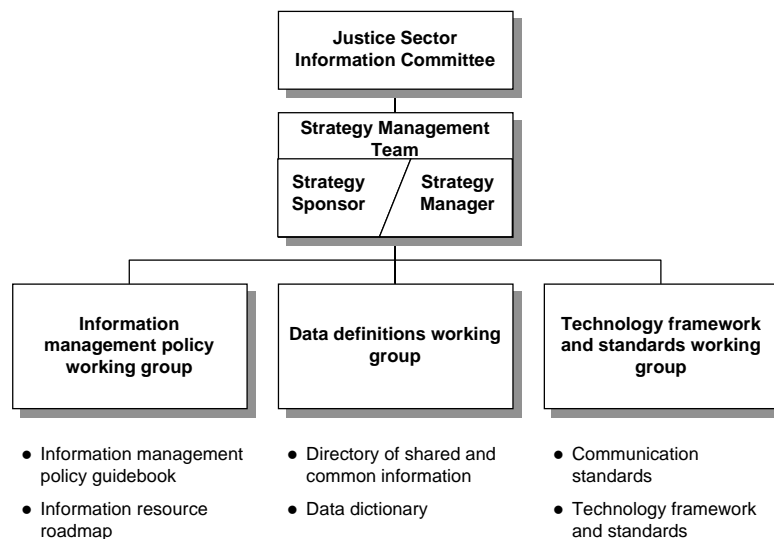 Justice Sector
Information Committee
Strategy Management
Team
Strategy
Sponsor
Strategy
Manager
Information
management policy
working group
Data definitions working
group
Technology framework
and standards working
group
● Information management
policy guidebook
● Information resource
roadmap
● Directory of shared and
common information
● Data dictionary
● Communication
standards
● Technology framework
and standards